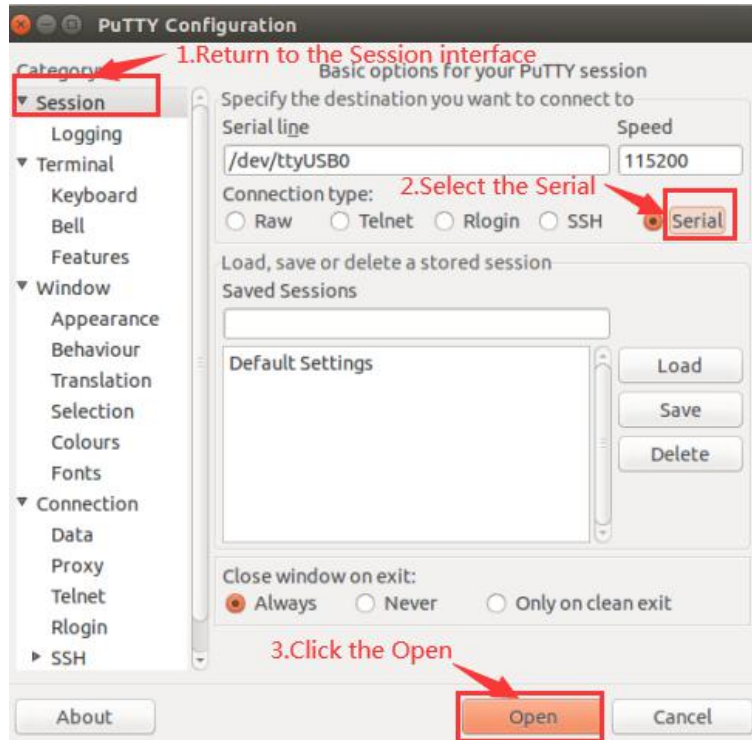 PuTTY Configuration
1.Return to the Session interface
Category:
Basic options for your PuTTY session
Session
Logging
Terminal
Keyboard
Bell
Features
Window
Appearance
Behaviour
Translation
Selection
Colours
Fonts
Connection
Data
Proxy
Telnet
Rlogin
SSH
Specify the destination you want to connect to
Serial line
Speed
/dev/ttyUSB0
115200
Connection type:
2.Select the Serial
Raw
Telnet
Rlogin
SSH
Serial
Load, save or delete a stored session
Saved Sessions
Default Settings
Load
Save
Delete
Close window on exit:
Always
Never
Only on clean exit
3.Click the Open
About
Open
Cancel